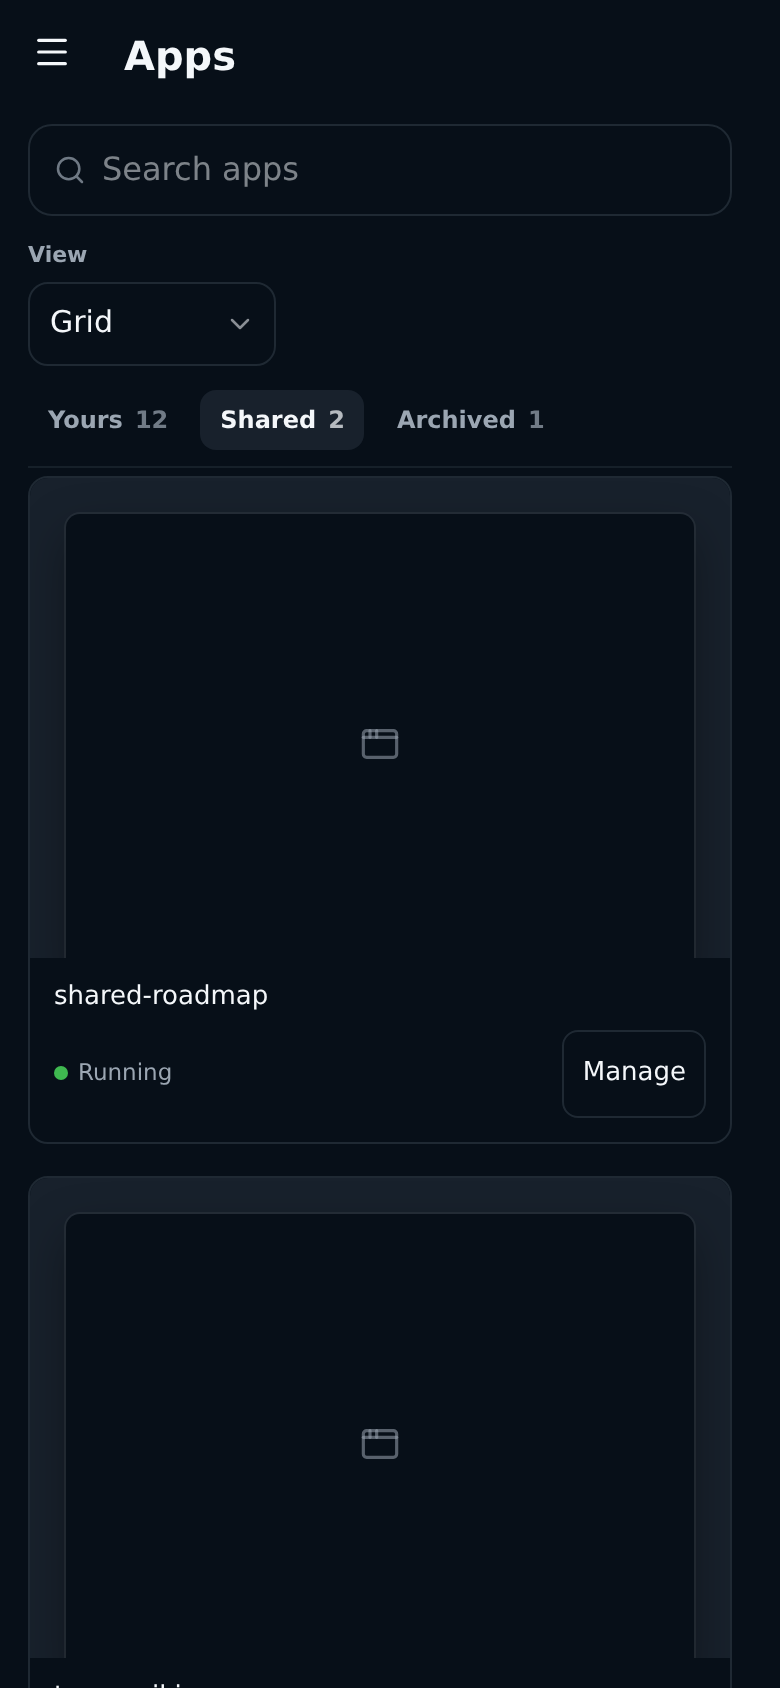 Apps
Search apps
View
Grid
Yours 12 Shared 2 Archived 1
shared-roadmap
Running
Manage